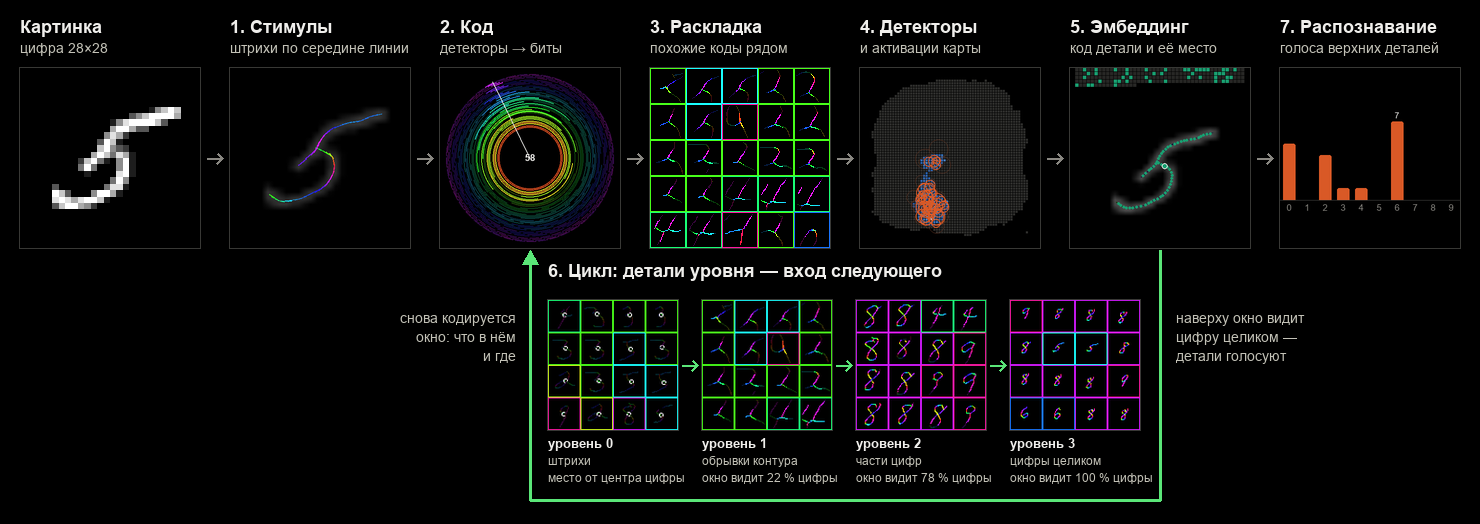 Картинка
цифра 28×28
1. Стимулы
штрихи по середине линии
2. Код
детекторы → биты
3. Раскладка
похожие коды рядом
4. Детекторы
и активации карты
5. Эмбеддинг
код детали и её место
7. Распознавание
голоса верхних деталей
58
7
0 1 2 3 4 5 6 7 8 9
6. Цикл: детали уровня — вход следующего
снова кодируется
окно: что в нём
и где
наверху окно видит
цифру целиком —
детали голосуют
уровень 0
штрихи
место от центра цифры
уровень 1
обрывки контура
окно видит 22 % цифры
уровень 2
части цифр
окно видит 78 % цифры
уровень 3
цифры целиком
окно видит 100 % цифры